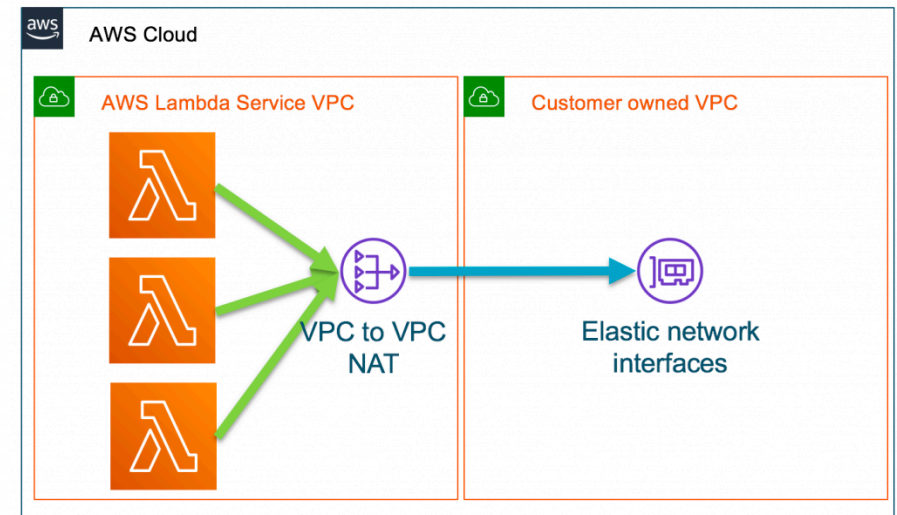 aws
AWS Cloud
AWS Lambda Service VPC
Customer owned VPC
VPC to VPC
NAT
Elastic network
interfaces